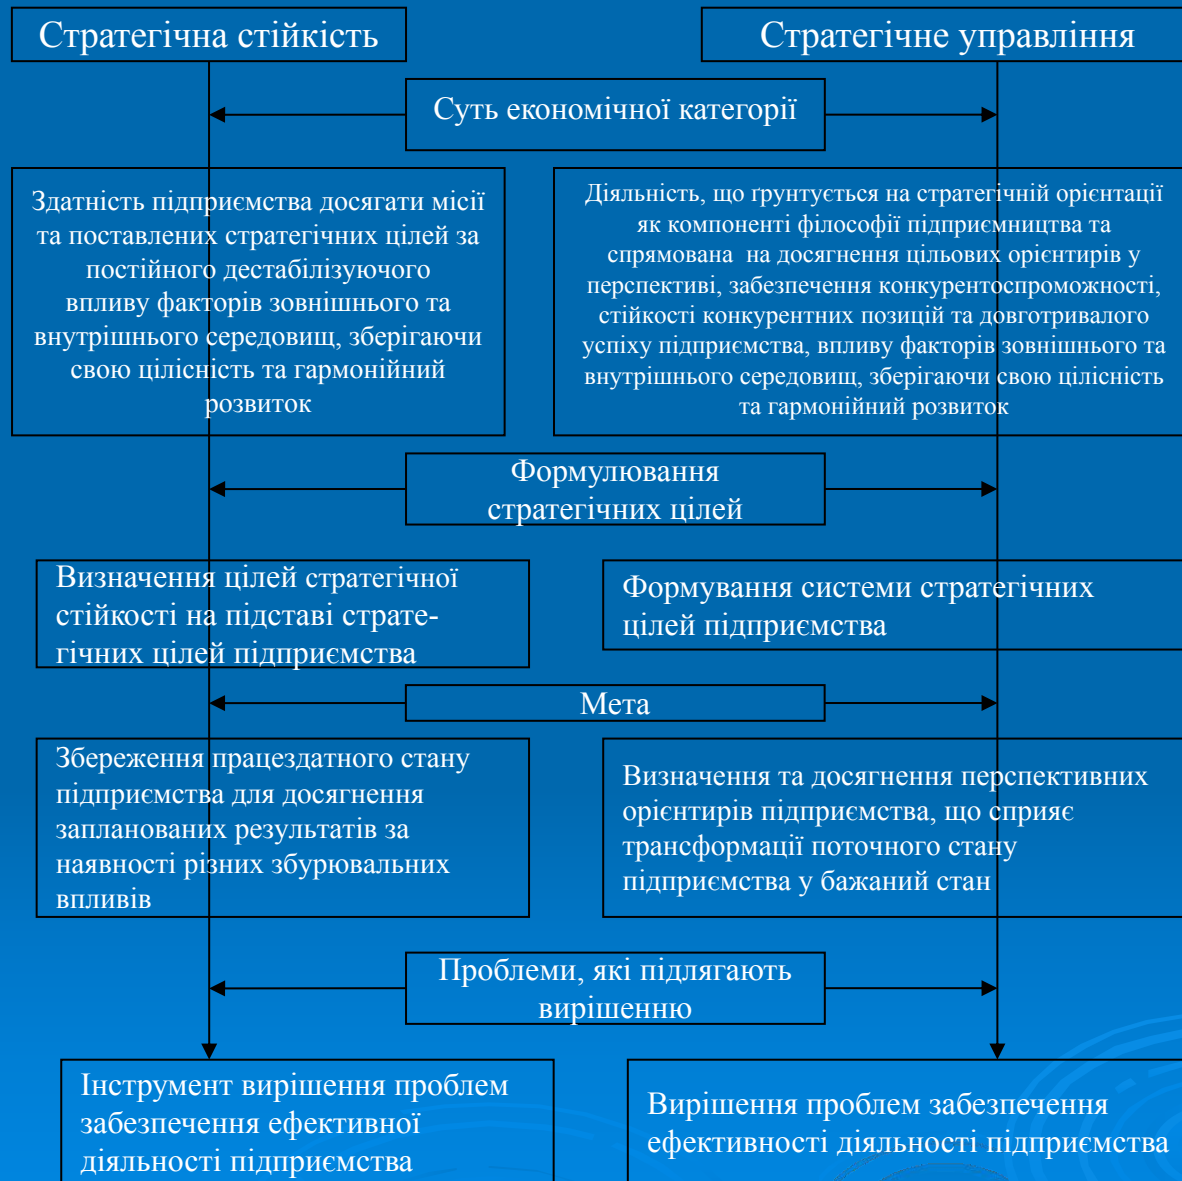 Стратегічна стійкість
Стратегічне управління
Суть економічної категорії
Здатність підприємства досягати місії
та поставлених стратегічних цілей за
постійного дестабілізуючого
впливу факторів зовнішнього та
внутрішнього середовищ, зберігаючи
свою цілісність та гармонійний
розвиток
Діяльність, що ґрунтується на стратегічній орієнтації
як компоненті філософії підприємництва та
спрямована на досягнення цільових орієнтирів у
перспективі, забезпечення конкурентоспроможності,
стійкості конкурентних позицій та довготривалого
успіху підприємства, впливу факторів зовнішнього та
внутрішнього середовищ, зберігаючи свою цілісність
та гармонійний розвиток
Формулювання
стратегічних цілей
Визначення цілей стратегічної
стійкості на підставі страте-
гічних цілей підприємства
Формування системи стратегічних
цілей підприємства
Мета
Збереження працездатного стану
підприємства для досягнення
запланованих результатів за
наявності різних збурювальних
впливів
Визначення та досягнення перспективних
орієнтирів підприємства, що сприяє
трансформації поточного стану
підприємства у бажаний стан
Проблеми, які підлягають
вирішенню
Інструмент вирішення проблем
забезпечення ефективної
діяльності підприємства
Вирішення проблем забезпечення
ефективності діяльності підприємства